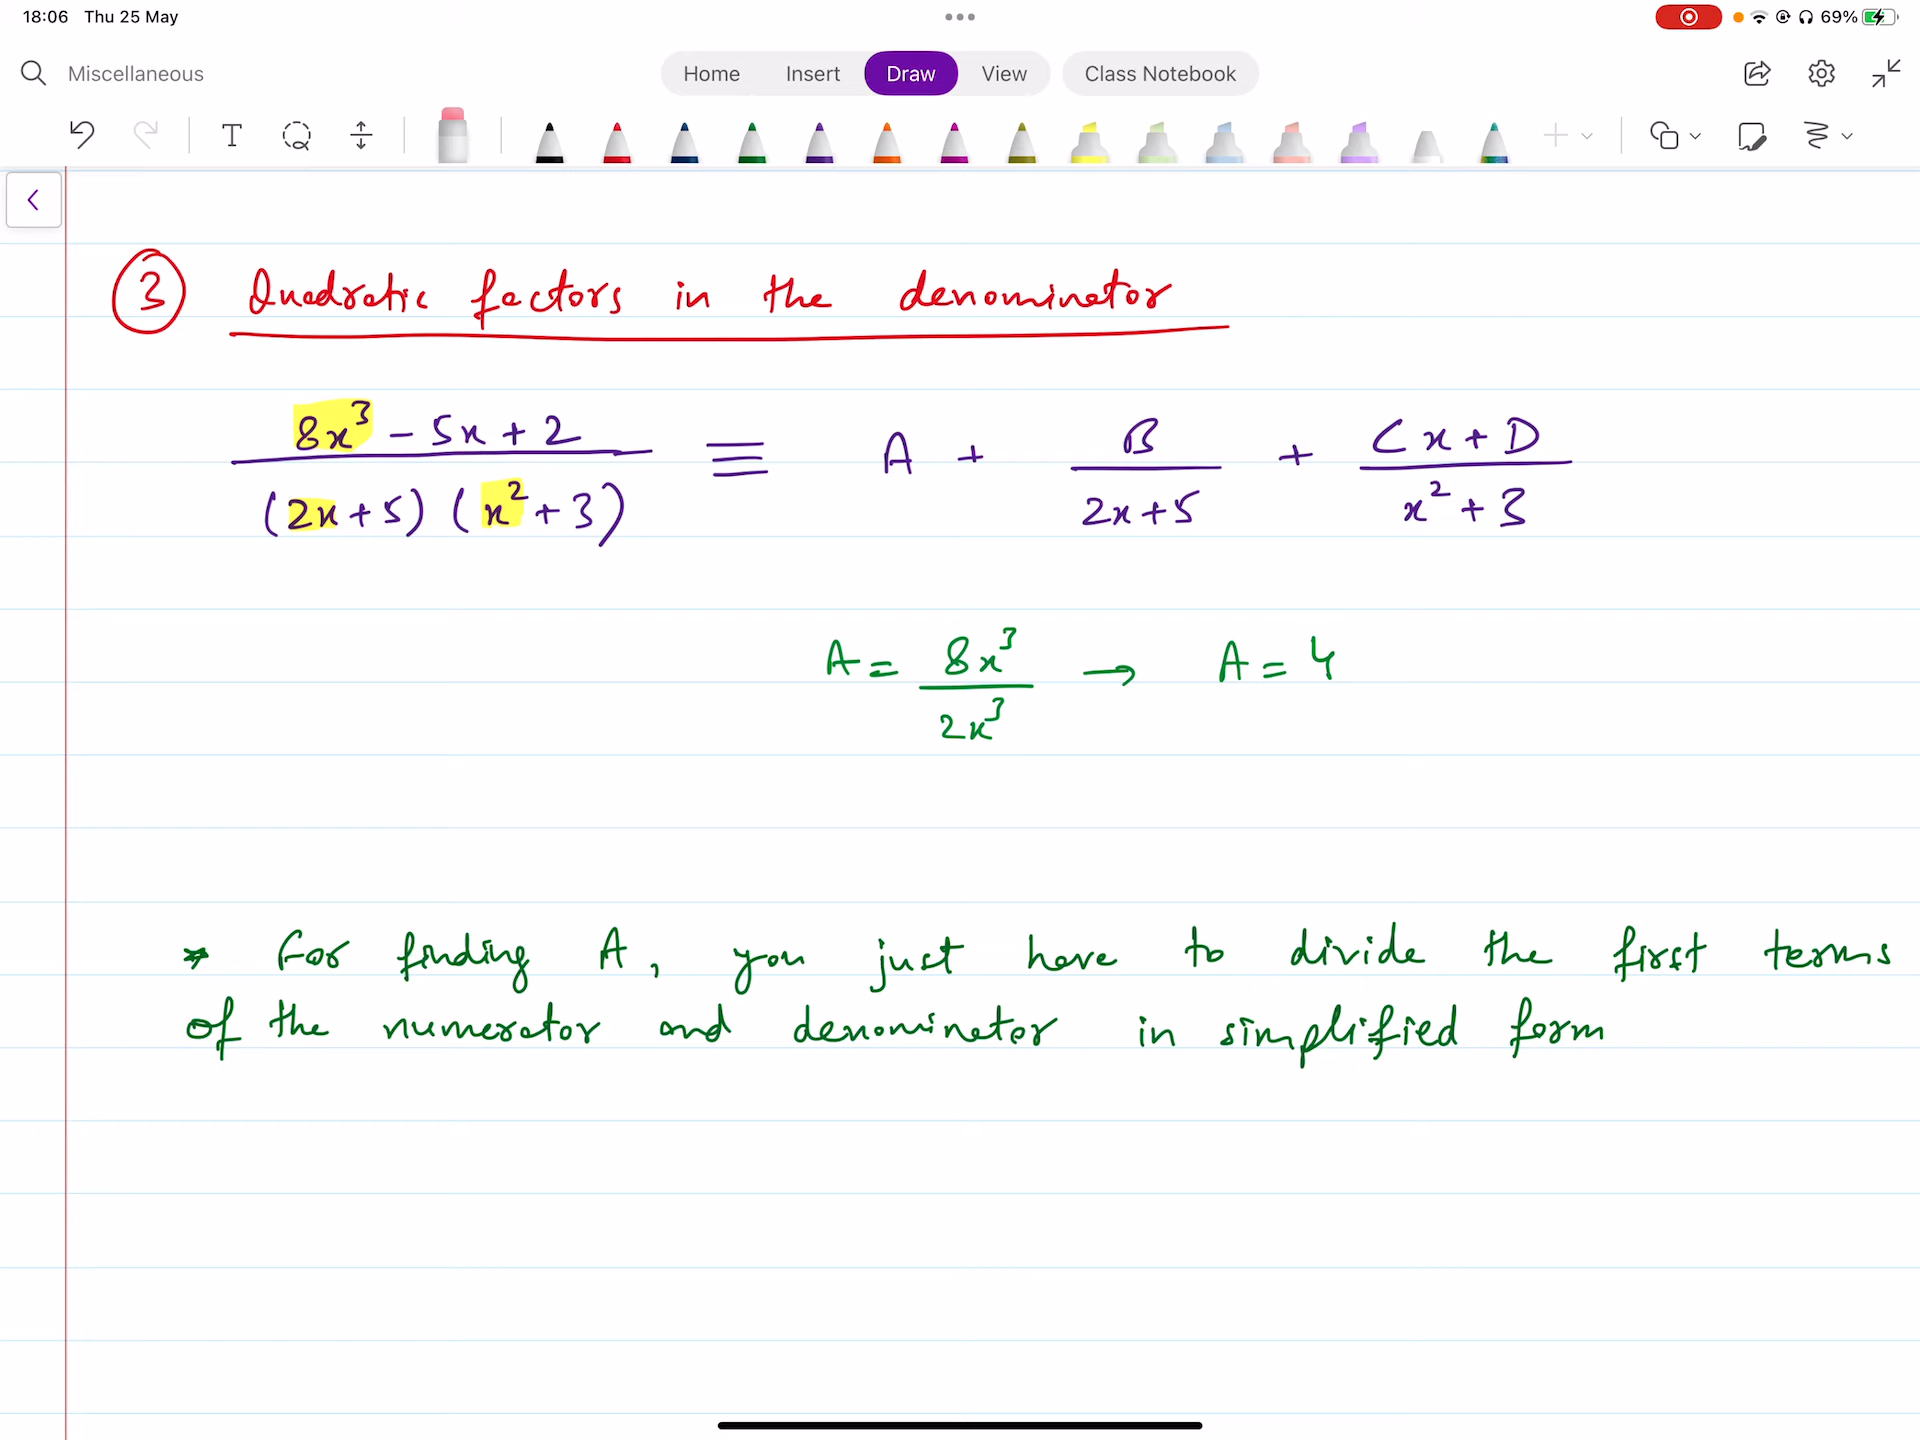 18:06 Thu 25 May
69%
Miscellaneous
Home Insert Draw View Class Notebook
T
3 Quadratic factors in the denominator
8x³ - 5x + 2 / (2x + 5) (x² + 3) ≡ A + B / 2x + 5 + Cx + D / x² + 3
A = 8x³ / 2x³ → A = 4
* For finding A, you just have to divide the first terms
of the numerator and denominator in simplified form